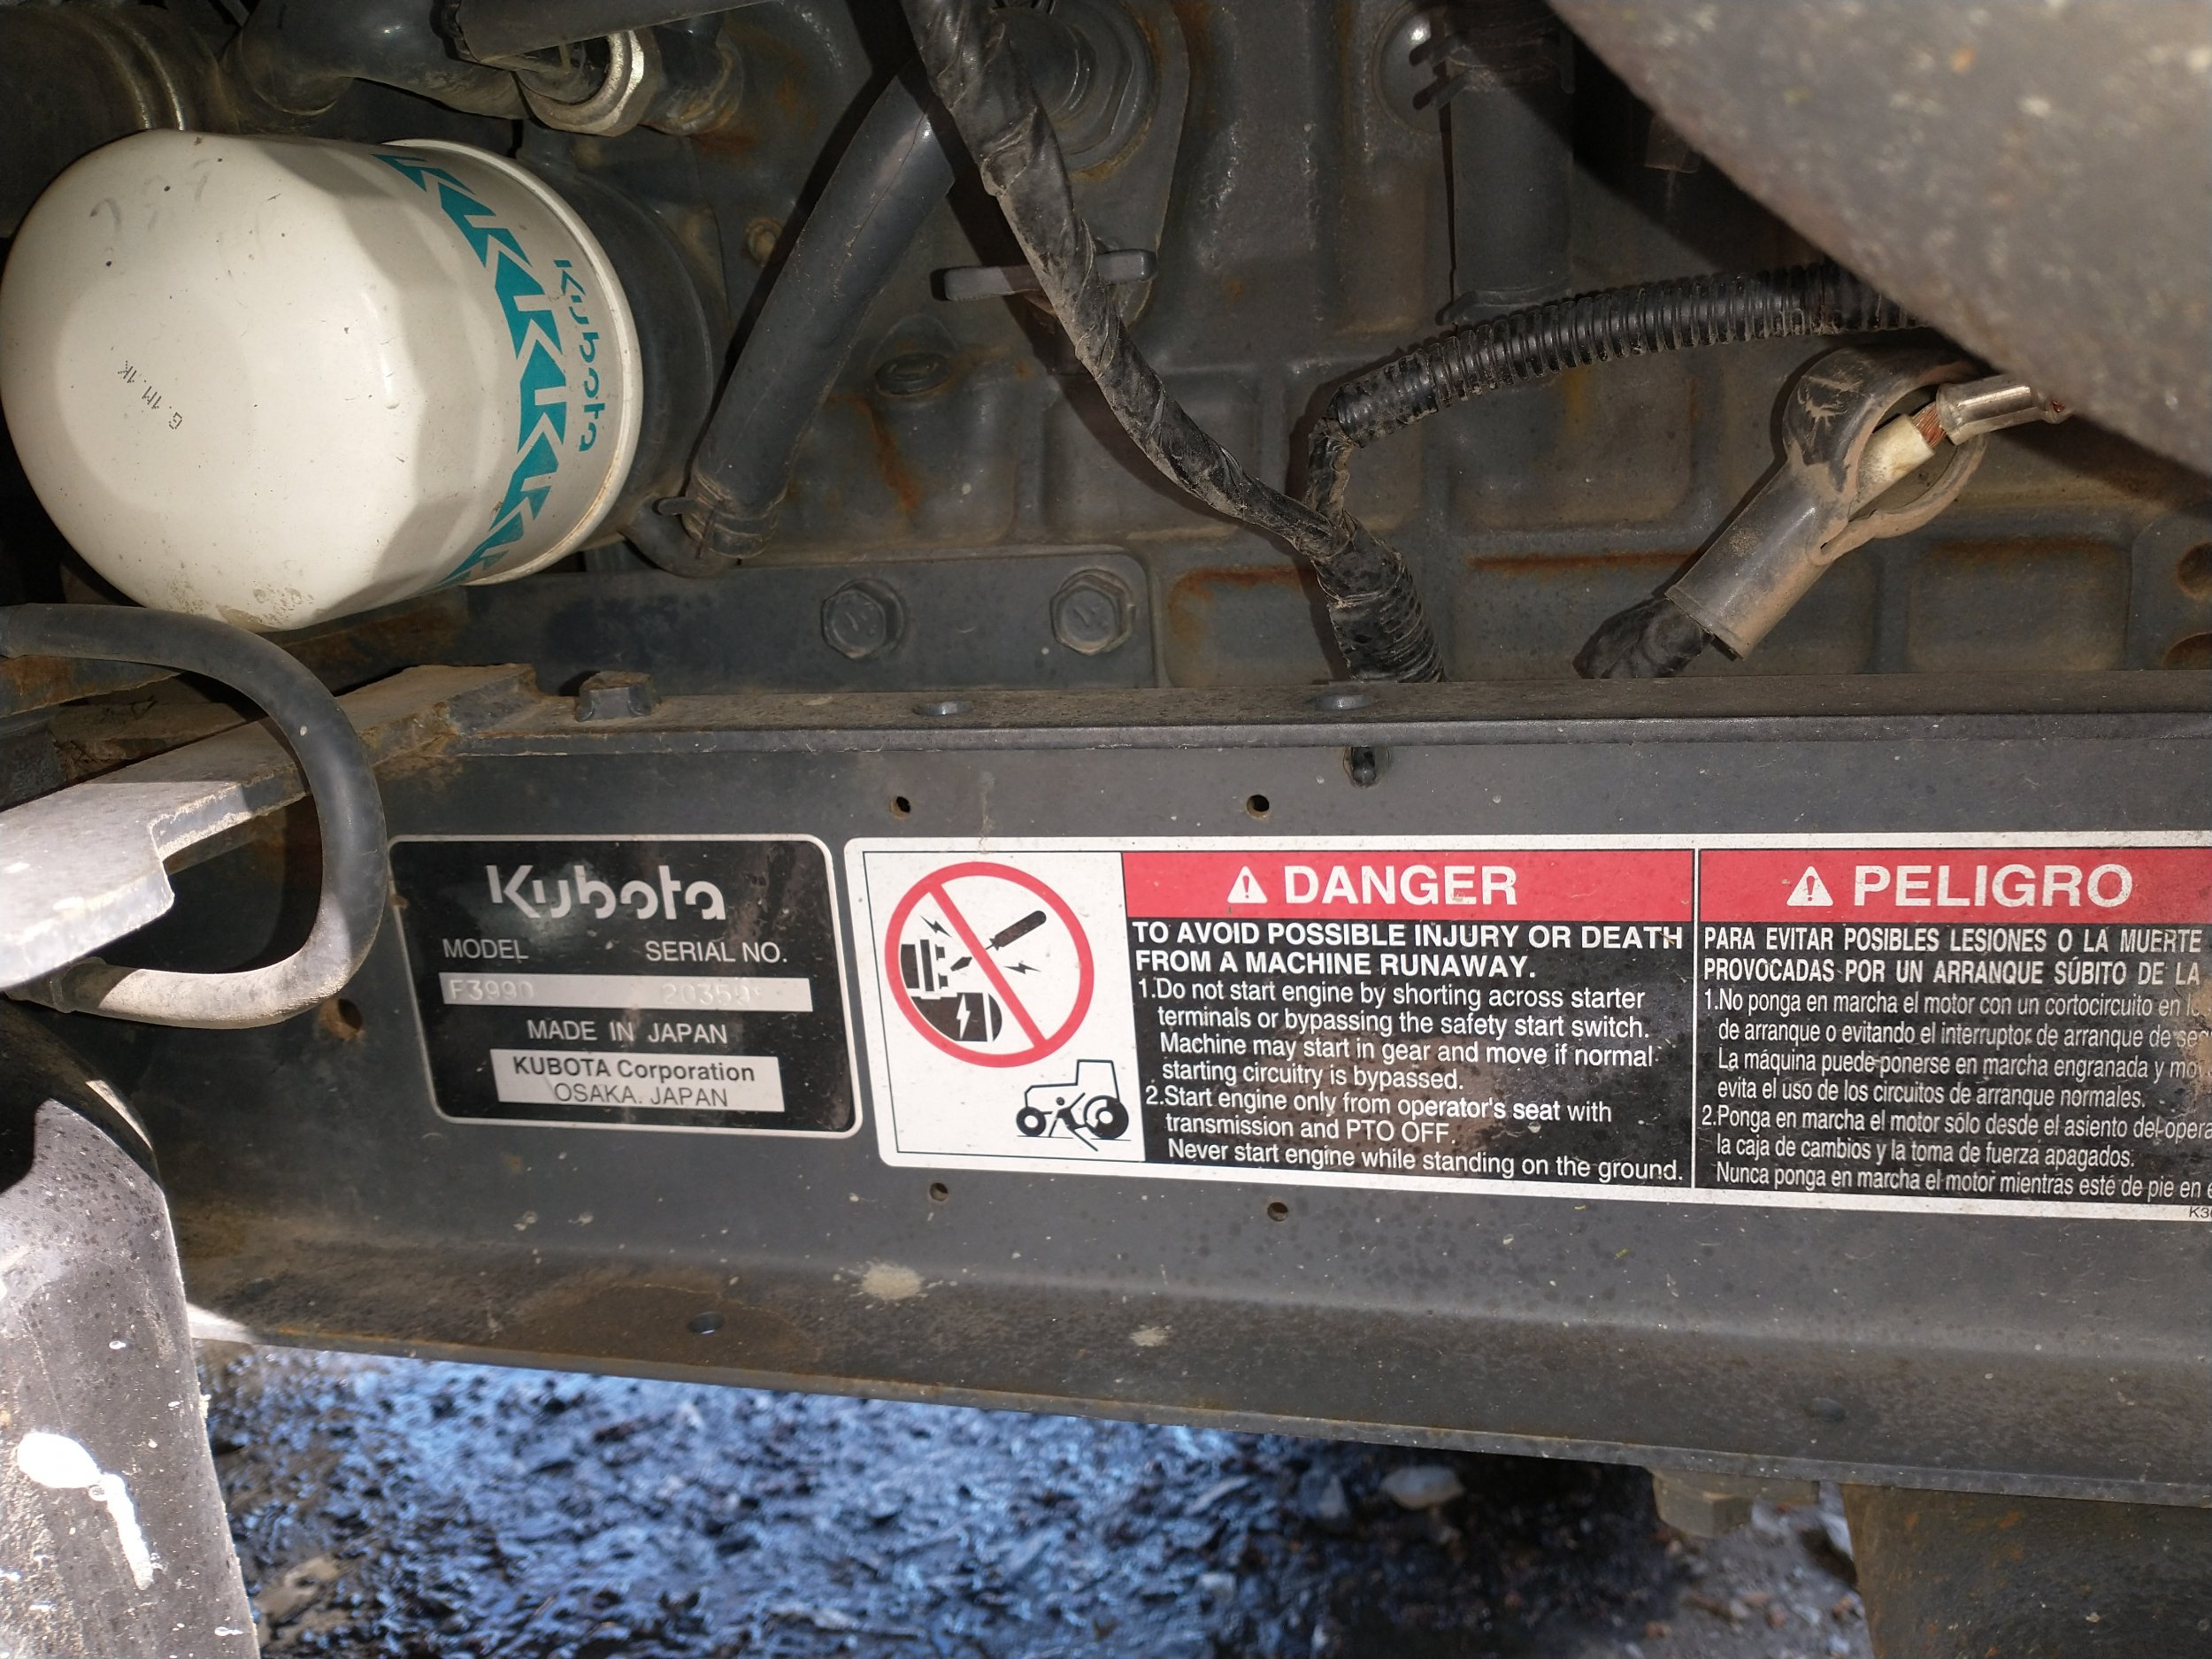 Kubota
G.1M.1K
Kubota
MODEL SERIAL NO.
F3990
MADE IN JAPAN
KUBOTA Corporation
OSAKA. JAPAN
DANGER
TO AVOID POSSIBLE INJURY OR DEATH
FROM A MACHINE RUNAWAY.
1.Do not start engine by shorting across starter
terminals or bypassing the safety start switch.
Machine may start in gear and move if normal
starting circuitry is bypassed.
2.Start engine only from operator's seat with
transmission and PTO OFF.
Never start engine while standing on the ground.
PELIGRO
PARA EVITAR POSIBLES LESIONES O LA MUERTE
PROVOCADAS POR UN ARRANQUE SÚBITO DE LA
1.No ponga en marcha el motor con un cortocircuito en
de arranque o evitando el interruptor de arranque de
La máquina puede ponerse en marcha engranada y
evita el uso de los circuitos de arranque normales.
2.Ponga en marcha el motor sólo desde el asiento del
la caja de cambios y la toma de fuerza apagados.
Nunca ponga en marcha el motor mientras esté de pie en